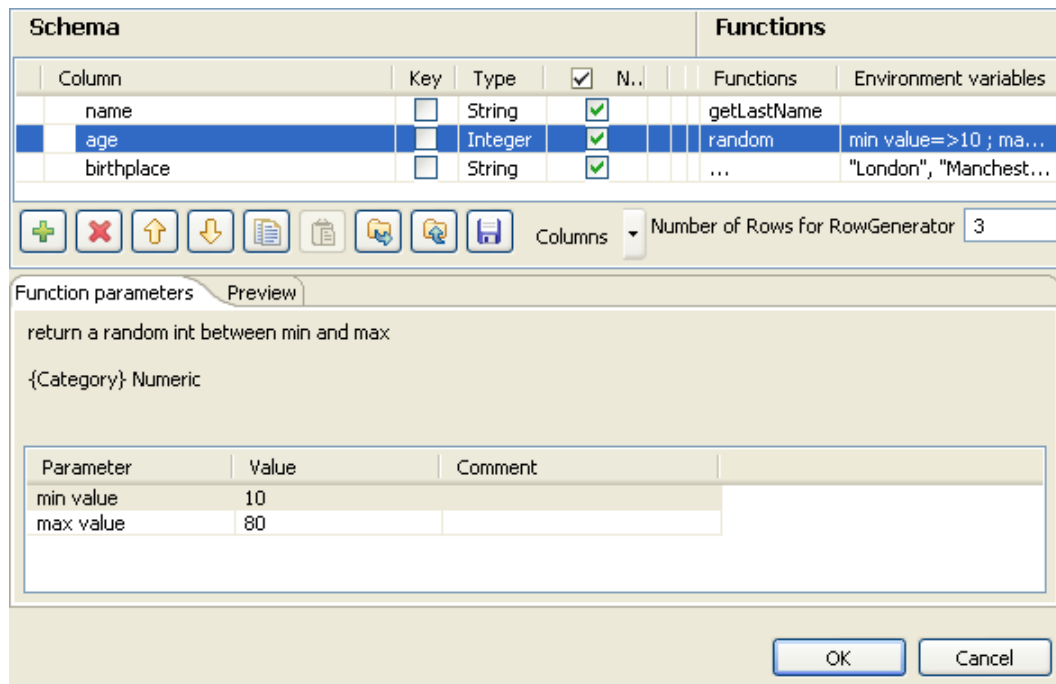 Schema Functions
Column Key Type N.. Functions Environment variables
name String getLastName
age Integer random min value=>10 ; ma...
birthplace String ... "London", "Manchest...
Columns Number of Rows for RowGenerator 3
Function parameters Preview
return a random int between min and max
{Category} Numeric
Parameter Value Comment
min value 10
max value 80
OK Cancel